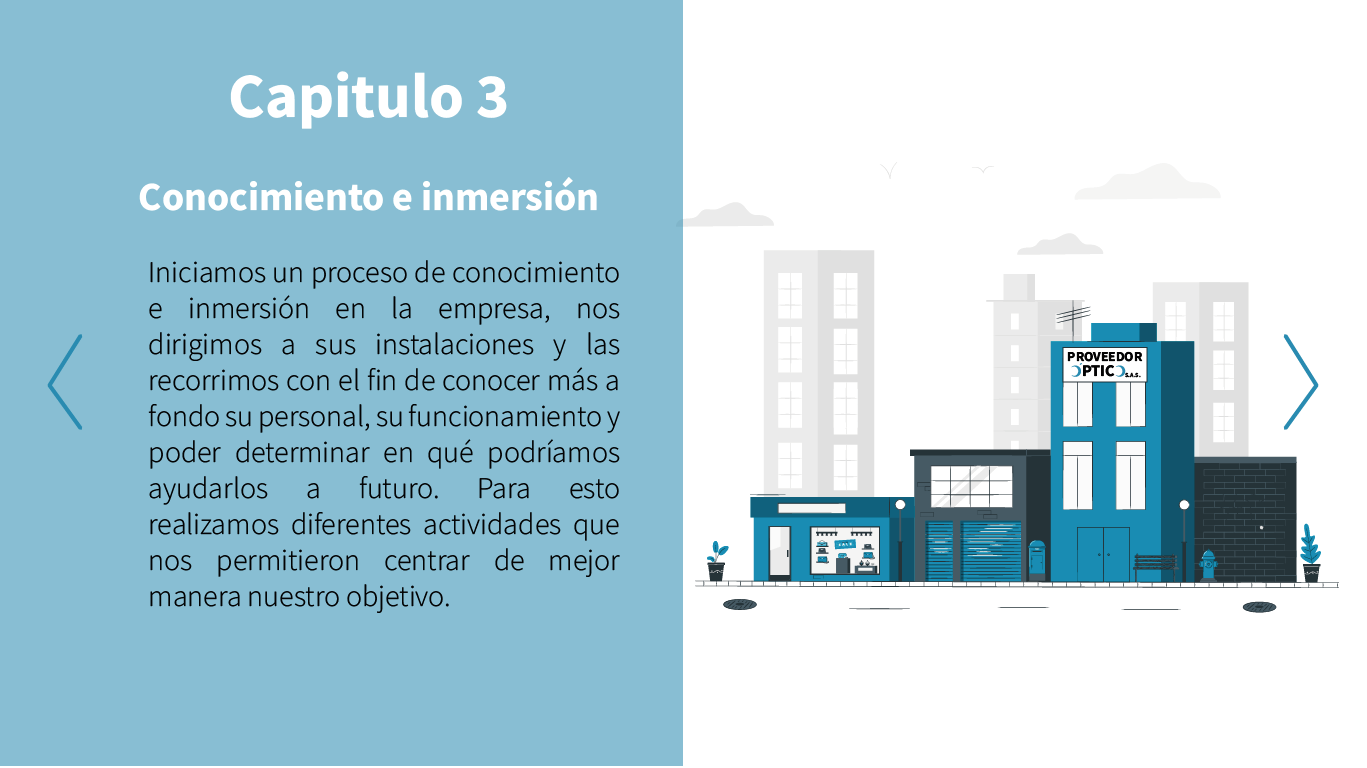 Capitulo 3
Conocimiento e inmersión
Iniciamos un proceso de conocimiento
e inmersión en la empresa, nos
dirigimos a sus instalaciones y las
recorrimos con el fin de conocer más a
fondo su personal, su funcionamiento y
poder determinar en qué podríamos
ayudarlos a futuro. Para esto
realizamos diferentes actividades que
nos permitieron centrar de mejor
manera nuestro objetivo.
PROVEEDOR
ÓPTICO S.A.S.